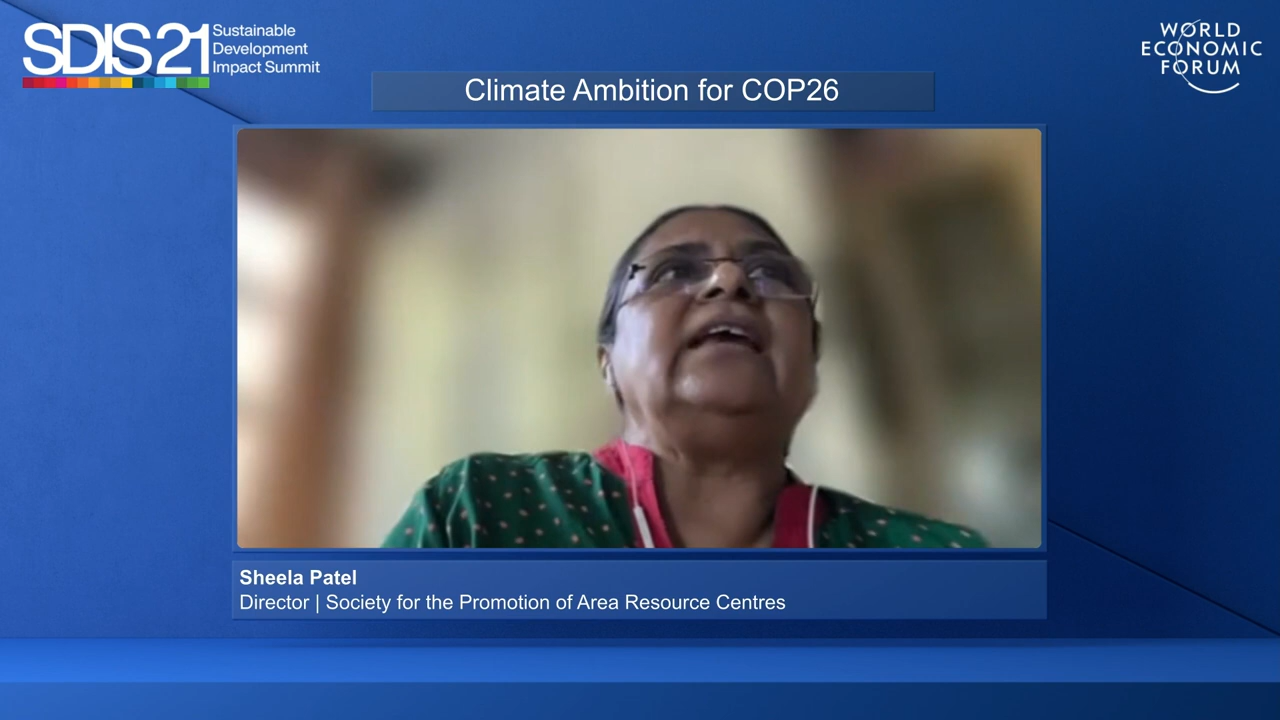 SDIS21
Sustainable
Development
Impact Summit
WORLD
ECONOMIC
FORUM
Climate Ambition for COP26
Sheela Patel
Director | Society for the Promotion of Area Resource Centres